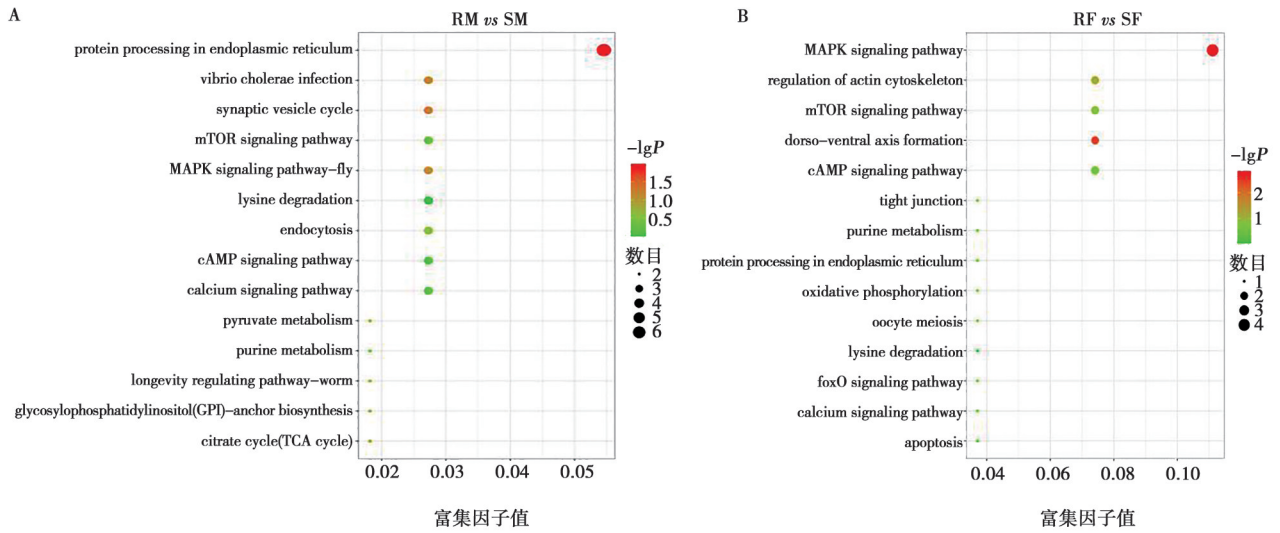 A
RM vs SM
protein processing in endoplasmic reticulum
vibrio cholerae infection
synaptic vesicle cycle
mTOR signaling pathway
MAPK signaling pathway-fly
lysine degradation
endocytosis
cAMP signaling pathway
calcium signaling pathway
pyruvate metabolism
purine metabolism
longevity regulating pathway-worm
glycosylophosphatidylinositol(GPI)-anchor biosynthesis
citrate cycle(TCA cycle)
0.02 0.03 0.04 0.05
富集因子值
-lgP
1.5
1.0
0.5
数目
2
3
4
5
6
B
RF vs SF
MAPK signaling pathway
regulation of actin cytoskeleton
mTOR signaling pathway
dorso-ventral axis formation
cAMP signaling pathway
tight junction
purine metabolism
protein processing in endoplasmic reticulum
oxidative phosphorylation
oocyte meiosis
lysine degradation
foxO signaling pathway
calcium signaling pathway
apoptosis
0.04 0.06 0.08 0.10
富集因子值
-lgP
2
1
数目
1
2
3
4